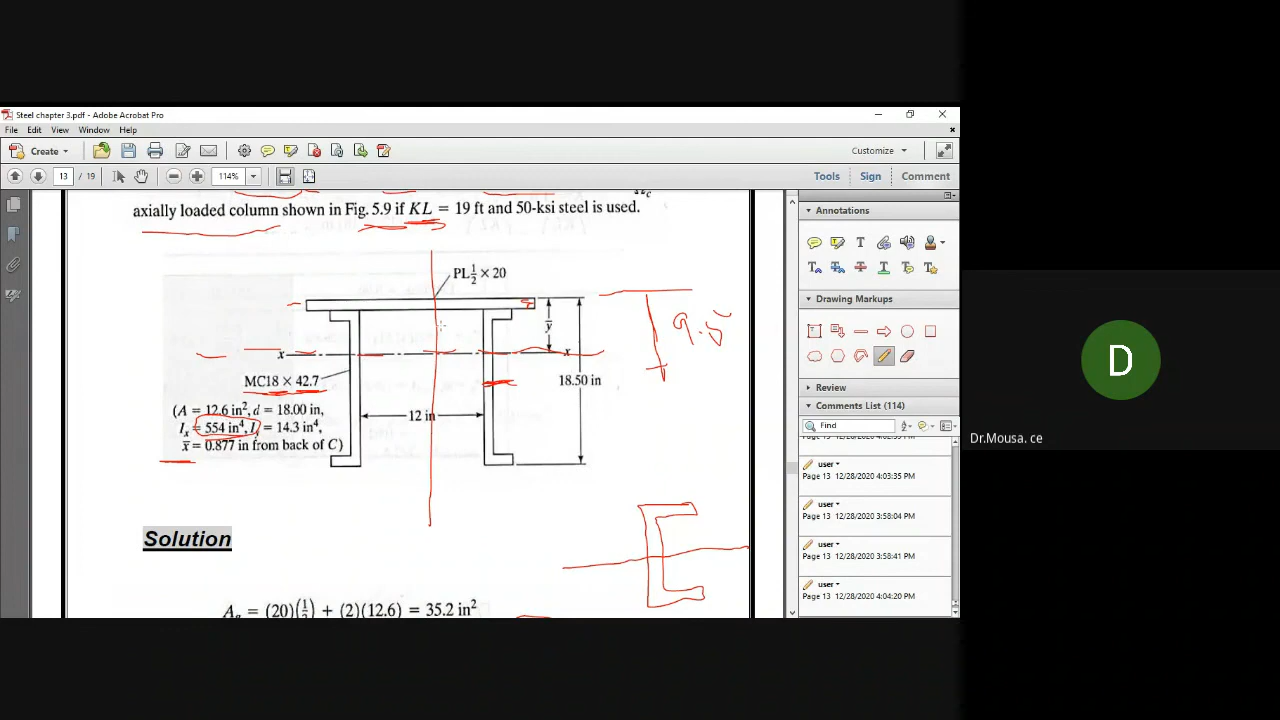 Steel chapter 3.pdf - Adobe Acrobat Pro
File Edit View Window Help
Create
Customize
13 / 19
114%
Tools Sign Comment
axially loaded column shown in Fig. 5.9 if KL = 19 ft and 50-ksi steel is used.
PL 1/2 × 20
9.5"
ȳ
x x
18.50 in
MC18 × 42.7
(A = 12.6 in², d = 18.00 in,
12 in
Iₓ = 554 in⁴, I = 14.3 in⁴,
x̄ = 0.877 in from back of C)
Solution
= (20)(1/2) + (2)(12.6) = 35.2 in²
Annotations
Drawing Markups
Review
Comments List (114)
Find
user
Page 13 12/28/2020 4:03:35 PM
user
Page 13 12/28/2020 3:58:04 PM
user
Page 13 12/28/2020 3:58:41 PM
user
Page 13 12/28/2020 4:04:20 PM
D
Dr.Mousa. ce